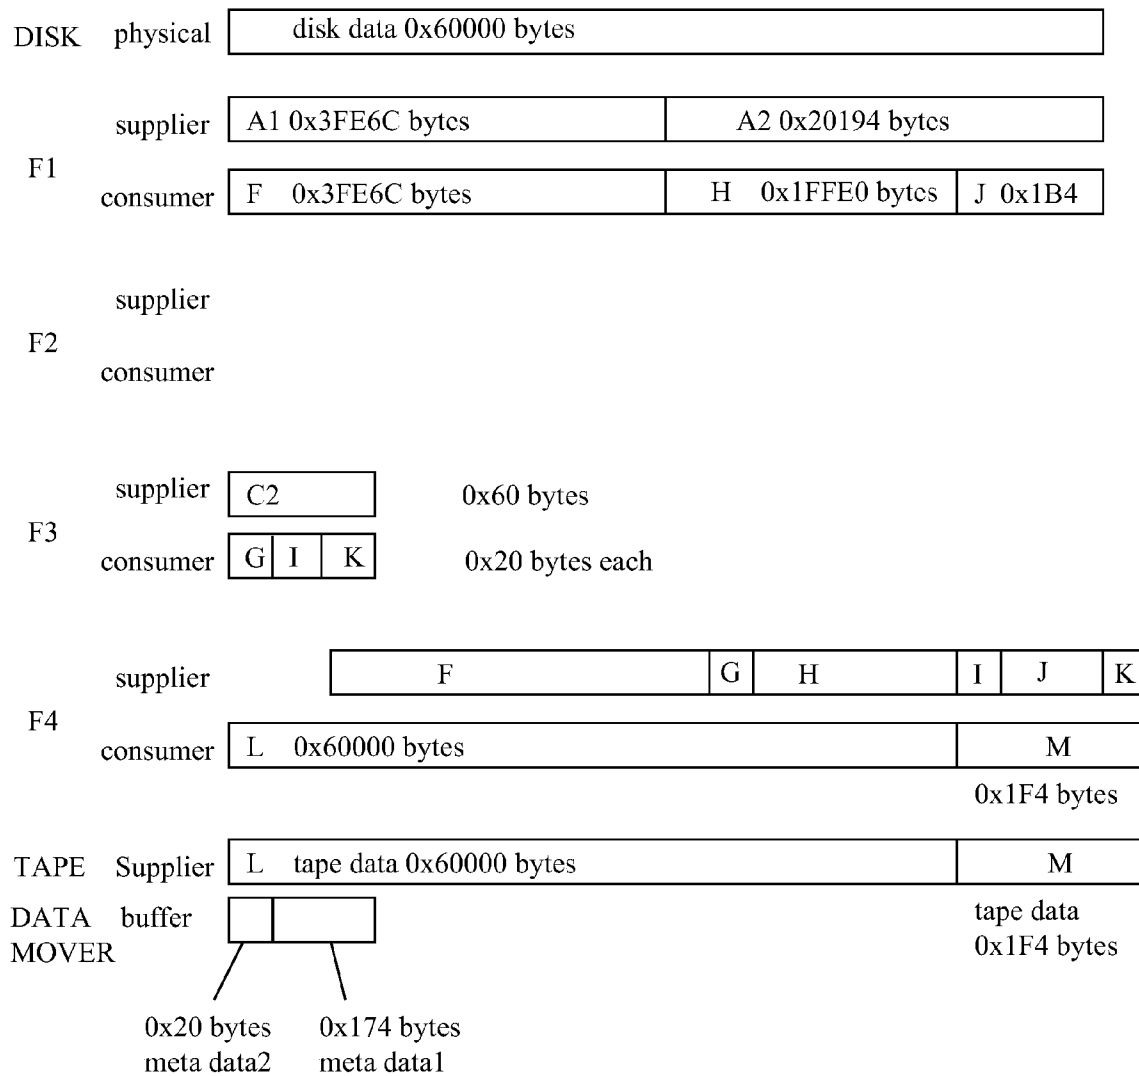 DISK physical disk data 0x60000 bytes
supplier A1 0x3FE6C bytes A2 0x20194 bytes
F1
consumer F 0x3FE6C bytes H 0x1FFE0 bytes J 0x1B4
supplier
F2
consumer
supplier C2 0x60 bytes
F3
consumer G I K 0x20 bytes each
supplier F G H I J K
F4
consumer L 0x60000 bytes M
0x1F4 bytes
TAPE Supplier L tape data 0x60000 bytes M
DATA buffer tape data
MOVER 0x1F4 bytes
0x20 bytes 0x174 bytes
meta data2 meta data1